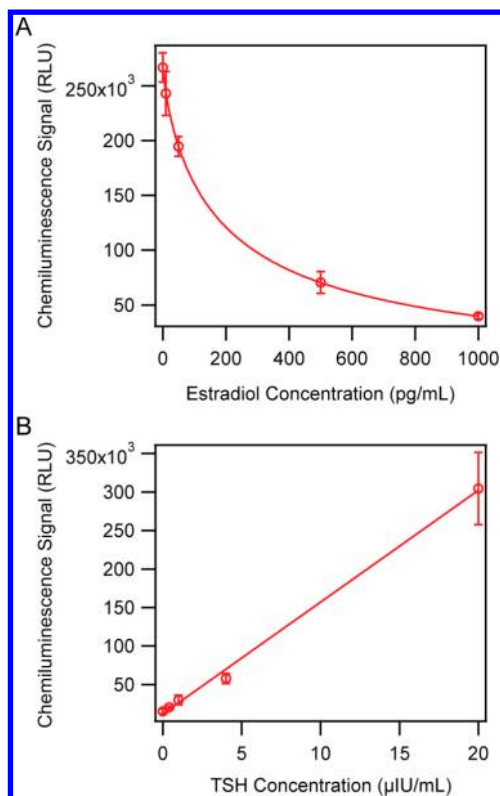 A
Chemiluminescence Signal (RLU)
250x10³
200
150
100
50
0
200
400
600
800
1000
Estradiol Concentration (pg/mL)
B
Chemiluminescence Signal (RLU)
350x10³
300
250
200
150
100
50
0
5
10
15
20
TSH Concentration (µIU/mL)